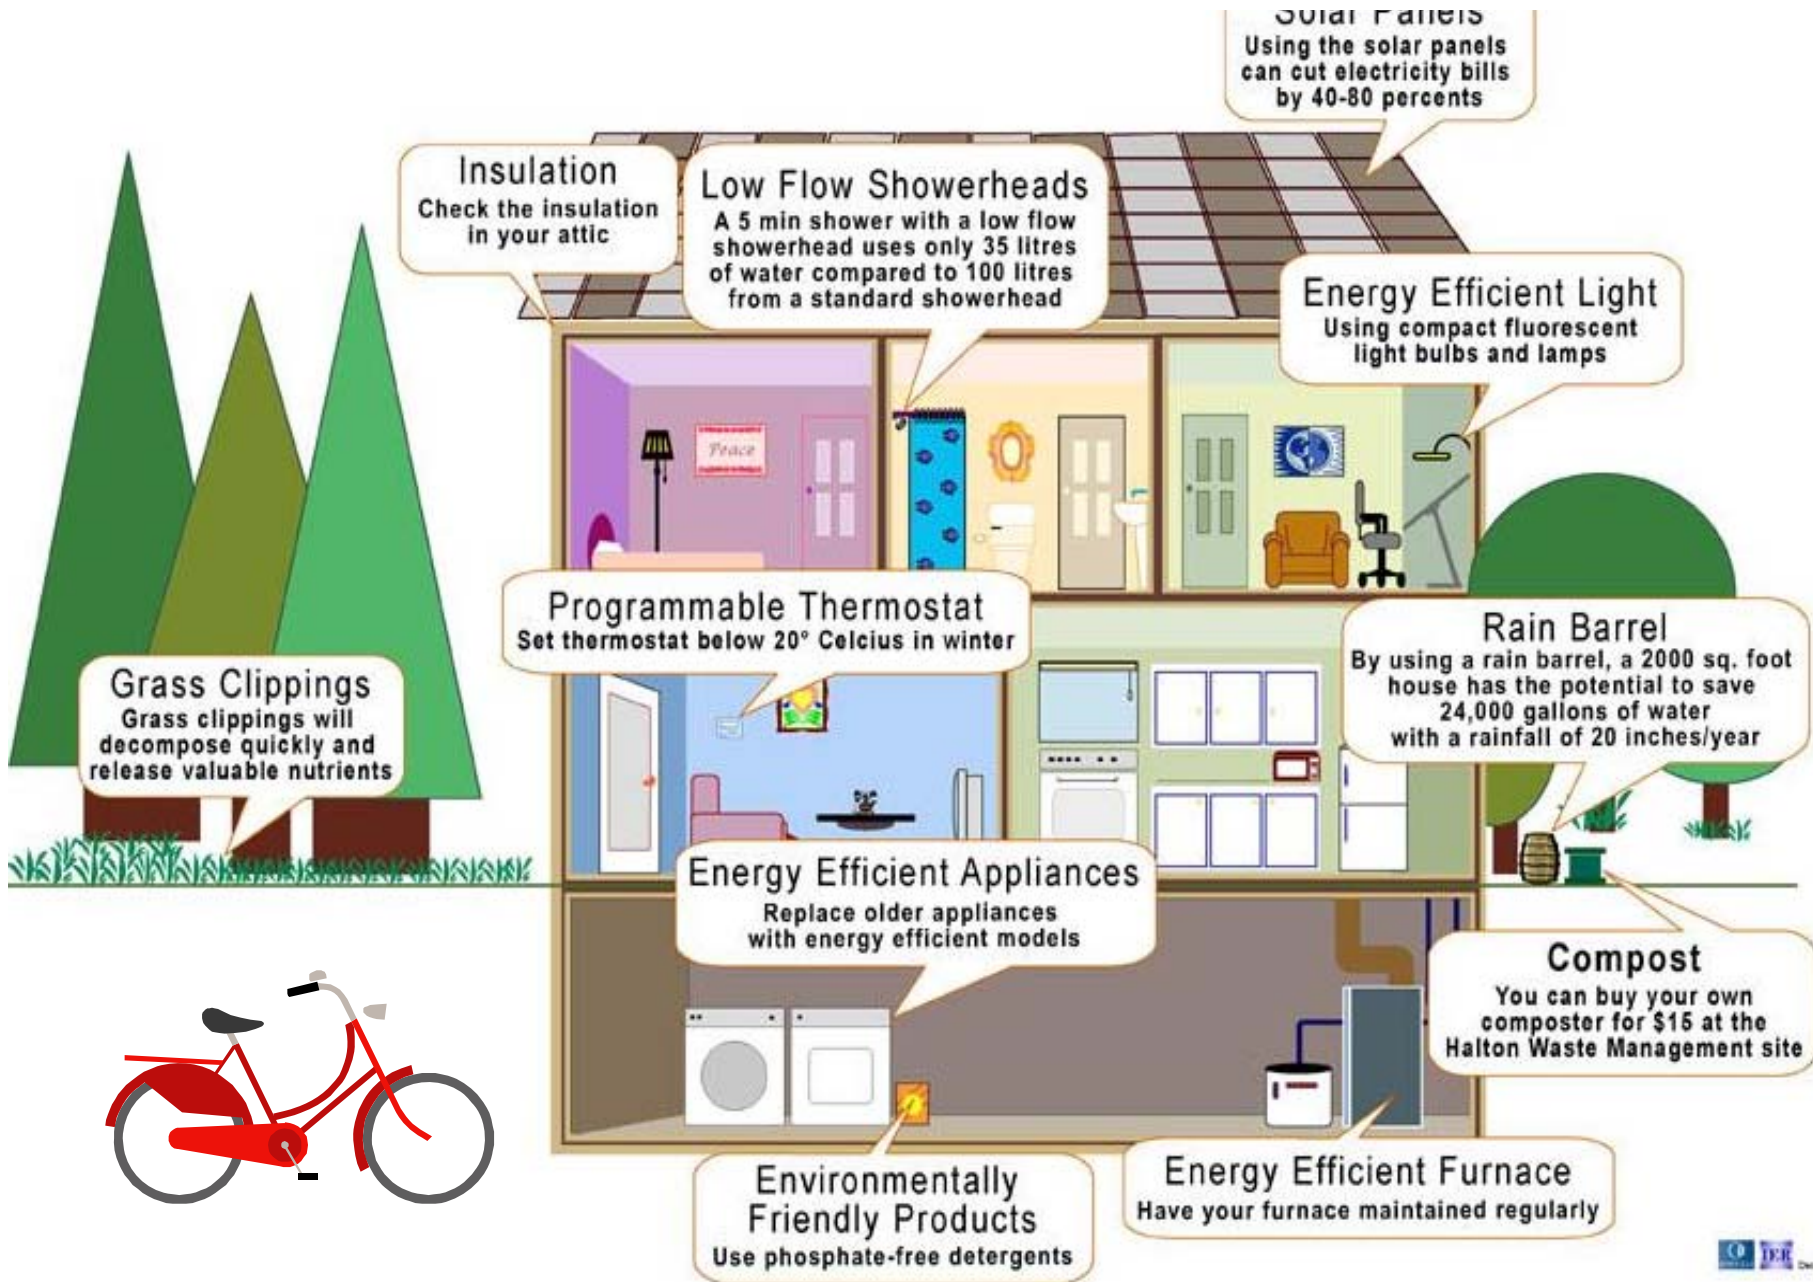 Solar Panels
Using the solar panels
can cut electricity bills
by 40-80 percents
Insulation
Check the insulation
in your attic
Low Flow Showerheads
A 5 min shower with a low flow
showerhead uses only 35 litres
of water compared to 100 litres
from a standard showerhead
Energy Efficient Light
Using compact fluorescent
light bulbs and lamps
Peace
Programmable Thermostat
Set thermostat below 20° Celcius in winter
Rain Barrel
By using a rain barrel, a 2000 sq. foot
house has the potential to save
24,000 gallons of water
with a rainfall of 20 inches/year
Grass Clippings
Grass clippings will
decompose quickly and
release valuable nutrients
Energy Efficient Appliances
Replace older appliances
with energy efficient models
Compost
You can buy your own
composter for $15 at the
Halton Waste Management site
Environmentally
Friendly Products
Use phosphate-free detergents
Energy Efficient Furnace
Have your furnace maintained regularly